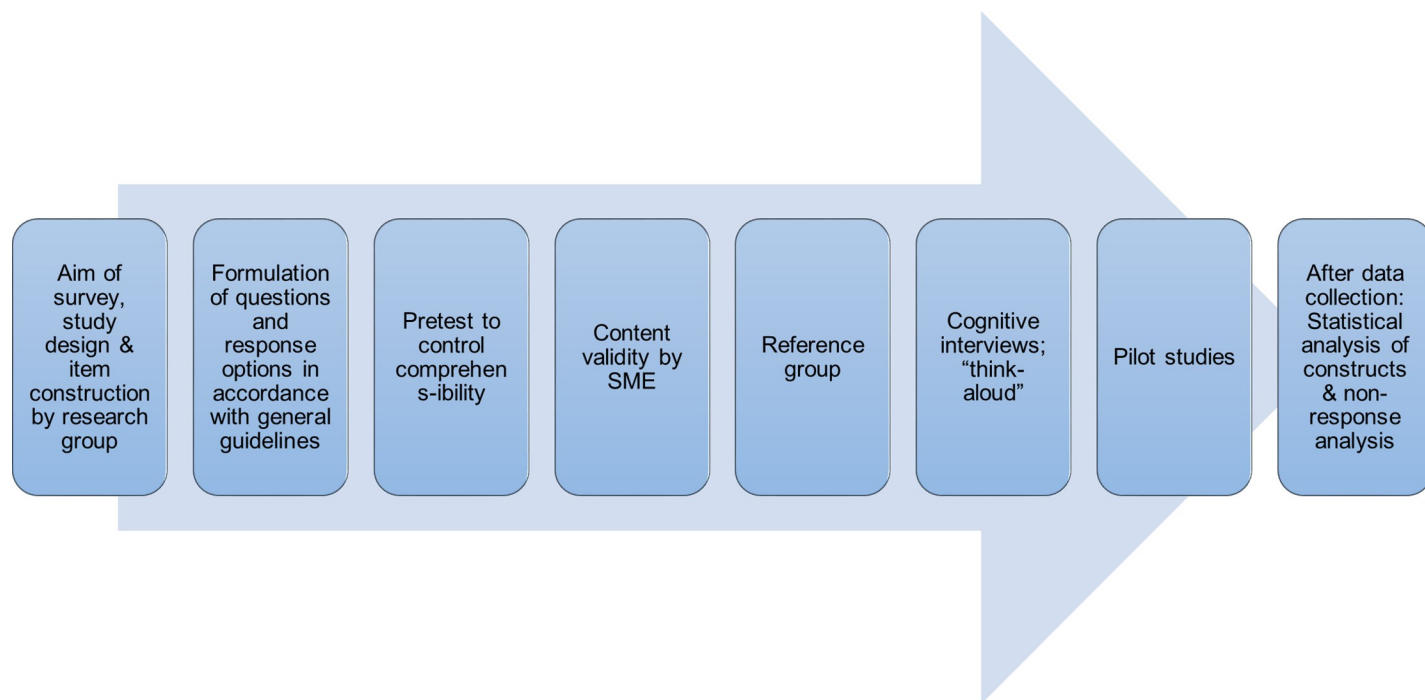 Aim of
survey,
study
design &
item
construction
by research
group
Formulation
of questions
and
response
options in
accordance
with general
guidelines
Pretest to
control
comprehen
s-ibility
Content
validity by
SME
Reference
group
Cognitive
interviews;
“think-
aloud”
Pilot studies
After data
collection:
Statistical
analysis of
constructs
& non-
response
analysis